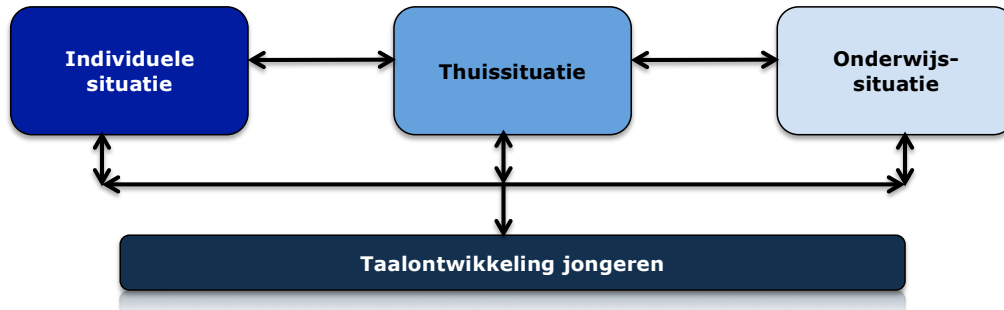 Individuele
situatie
Thuissituatie
Onderwijs-
situatie
Taalontwikkeling jongeren